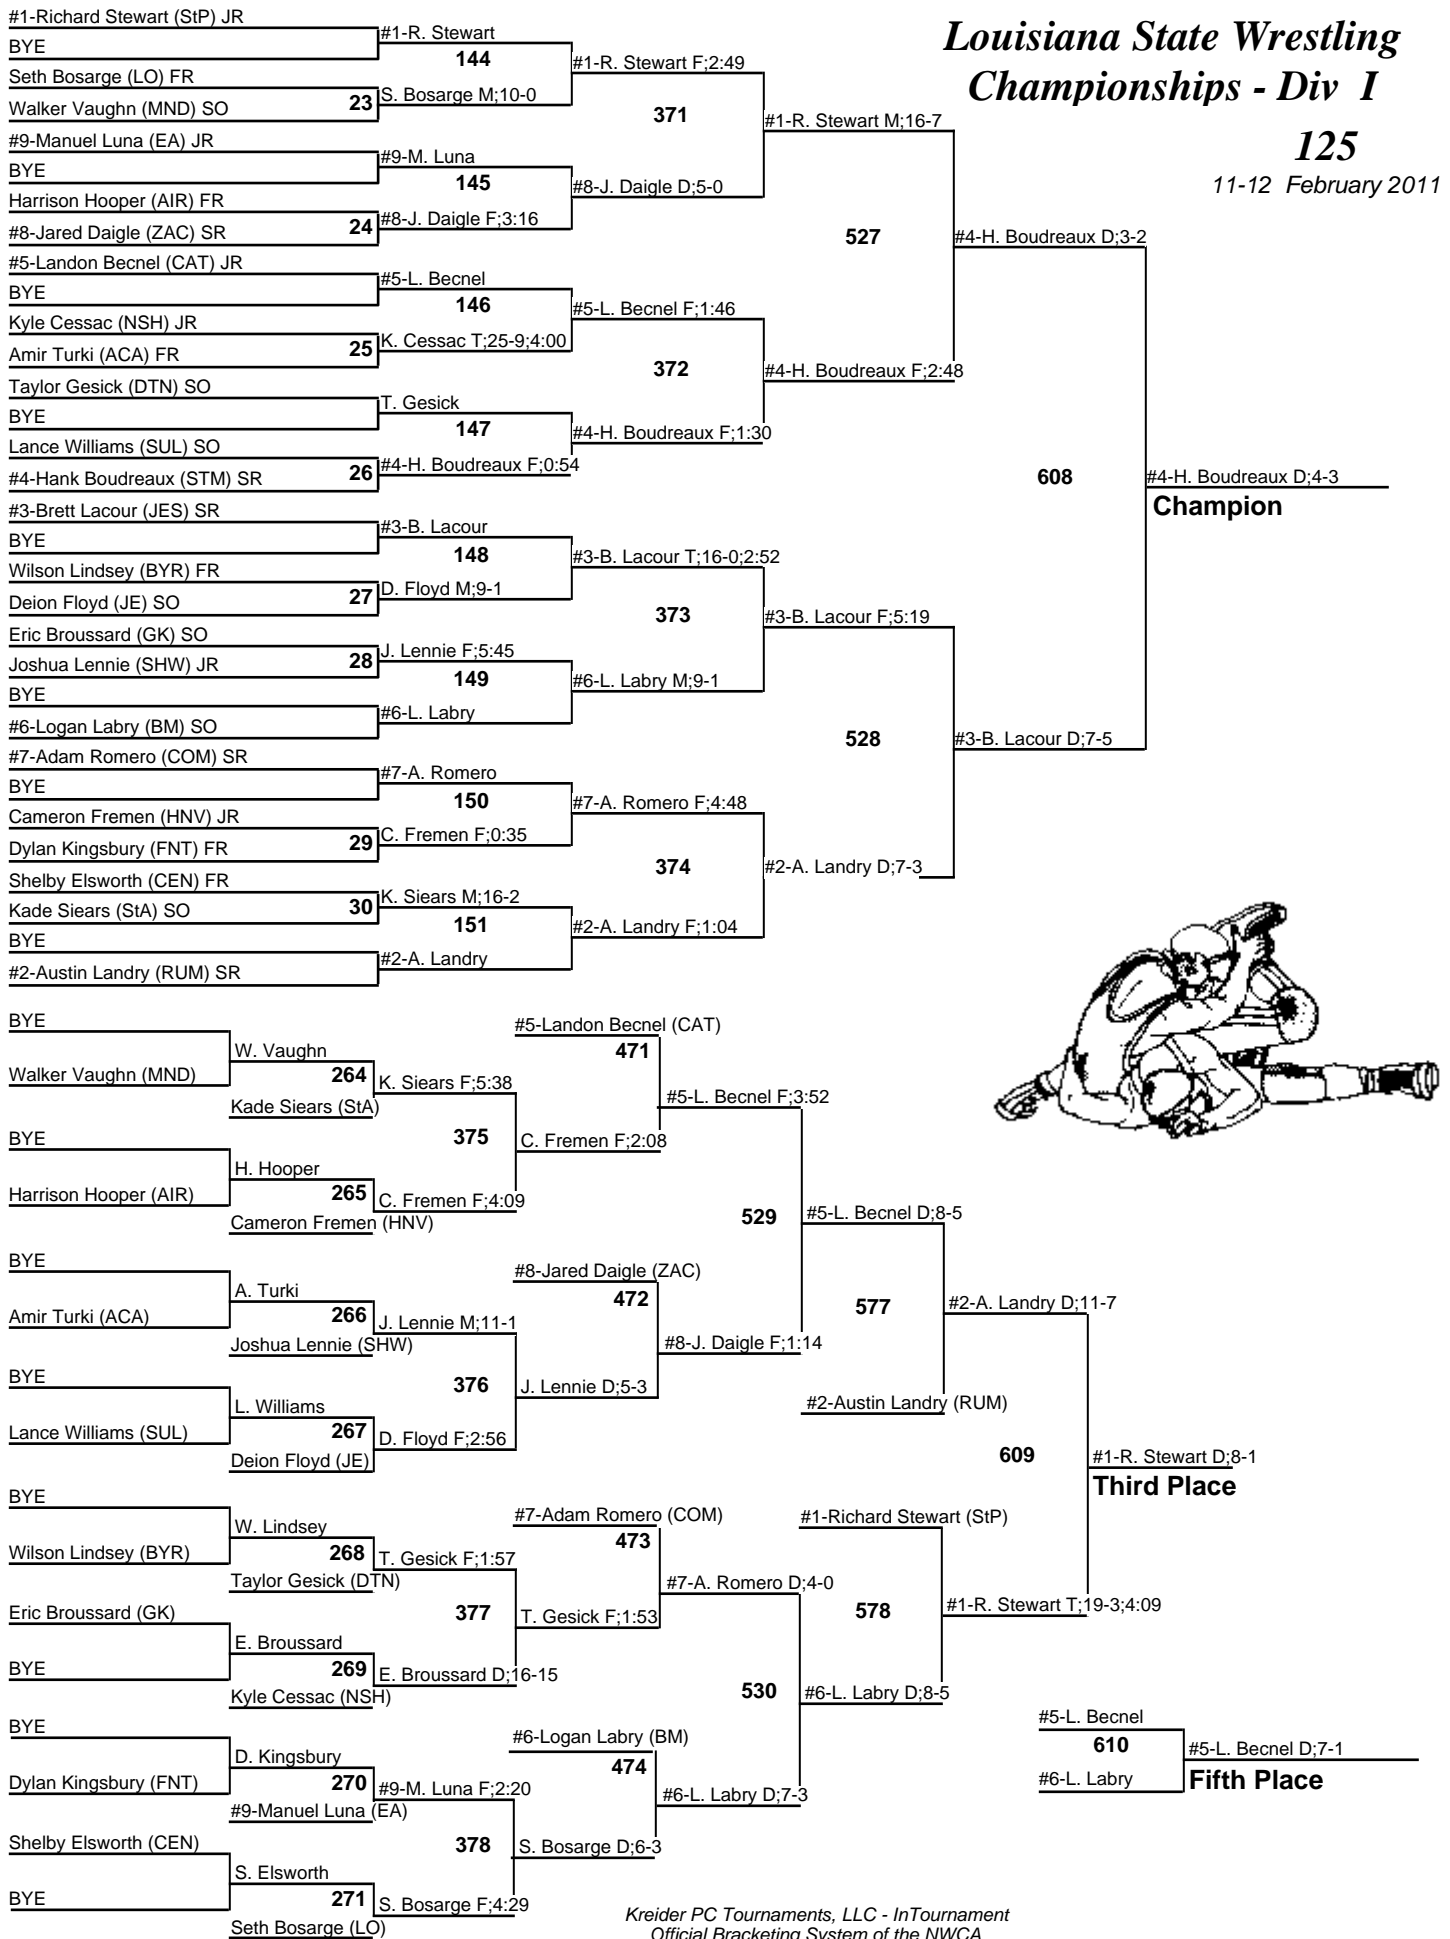 Louisiana State Wrestling
Championships - Div I
125
11-12 February 2011
#1-Richard Stewart (StP) JR
BYE
Seth Bosarge (LO) FR
Walker Vaughn (MND) SO
#9-Manuel Luna (EA) JR
BYE
Harrison Hooper (AIR) FR
#8-Jared Daigle (ZAC) SR
#5-Landon Becnel (CAT) JR
BYE
Kyle Cessac (NSH) JR
Amir Turki (ACA) FR
Taylor Gesick (DTN) SO
BYE
Lance Williams (SUL) SO
#4-Hank Boudreaux (STM) SR
#3-Brett Lacour (JES) SR
BYE
Wilson Lindsey (BYR) FR
Deion Floyd (JE) SO
Eric Broussard (GK) SO
Joshua Lennie (SHW) JR
BYE
#6-Logan Labry (BM) SO
#7-Adam Romero (COM) SR
BYE
Cameron Fremen (HNV) JR
Dylan Kingsbury (FNT) FR
Shelby Elsworth (CEN) FR
Kade Siears (StA) SO
BYE
#2-Austin Landry (RUM) SR
23
24
25
26
27
28
29
30
#1-R. Stewart
144
S. Bosarge M;10-0
#9-M. Luna
145
#8-J. Daigle F;3:16
#5-L. Becnel
146
K. Cessac T;25-9;4:00
T. Gesick
147
#4-H. Boudreaux F;0:54
#3-B. Lacour
148
D. Floyd M;9-1
J. Lennie F;5:45
149
#6-L. Labry
#7-A. Romero
150
C. Fremen F;0:35
K. Siears M;16-2
151
#2-A. Landry
#1-R. Stewart F;2:49
371
#8-J. Daigle D;5-0
#5-L. Becnel F;1:46
372
#4-H. Boudreaux F;1:30
#3-B. Lacour T;16-0;2:52
373
#6-L. Labry M;9-1
#7-A. Romero F;4:48
374
#2-A. Landry F;1:04
#1-R. Stewart M;16-7
527
#4-H. Boudreaux F;2:48
#3-B. Lacour F;5:19
528
#2-A. Landry D;7-3
#4-H. Boudreaux D;3-2
608
#3-B. Lacour D;7-5
#4-H. Boudreaux D;4-3
Champion
BYE
Walker Vaughn (MND)
BYE
Harrison Hooper (AIR)
BYE
Amir Turki (ACA)
BYE
Lance Williams (SUL)
BYE
Wilson Lindsey (BYR)
Eric Broussard (GK)
BYE
BYE
Dylan Kingsbury (FNT)
Shelby Elsworth (CEN)
BYE
W. Vaughn
264
Kade Siears (StA)
H. Hooper
265
Cameron Fremen (HNV)
A. Turki
266
Joshua Lennie (SHW)
L. Williams
267
Deion Floyd (JE)
W. Lindsey
268
Taylor Gesick (DTN)
E. Broussard
269
Kyle Cessac (NSH)
D. Kingsbury
270
#9-Manuel Luna (EA)
S. Elsworth
271
Seth Bosarge (LO)
K. Siears F;5:38
375
C. Fremen F;4:09
J. Lennie M;11-1
376
D. Floyd F;2:56
T. Gesick F;1:57
377
E. Broussard D;16-15
#9-M. Luna F;2:20
378
S. Bosarge F;4:29
#5-Landon Becnel (CAT)
471
C. Fremen F;2:08
#8-Jared Daigle (ZAC)
472
J. Lennie D;5-3
#7-Adam Romero (COM)
473
T. Gesick F;1:53
#6-Logan Labry (BM)
474
S. Bosarge D;6-3
#5-L. Becnel F;3:52
529
#8-J. Daigle F;1:14
#7-A. Romero D;4-0
530
#6-L. Labry D;7-3
#5-L. Becnel D;8-5
577
#2-Austin Landry (RUM)
#1-Richard Stewart (StP)
578
#6-L. Labry D;8-5
#2-A. Landry D;11-7
609
#1-R. Stewart T;19-3;4:09
#1-R. Stewart D;8-1
Third Place
#5-L. Becnel
610
#6-L. Labry
#5-L. Becnel D;7-1
Fifth Place
Kreider PC Tournaments, LLC - InTournament
Official Bracketing System of the NWCA